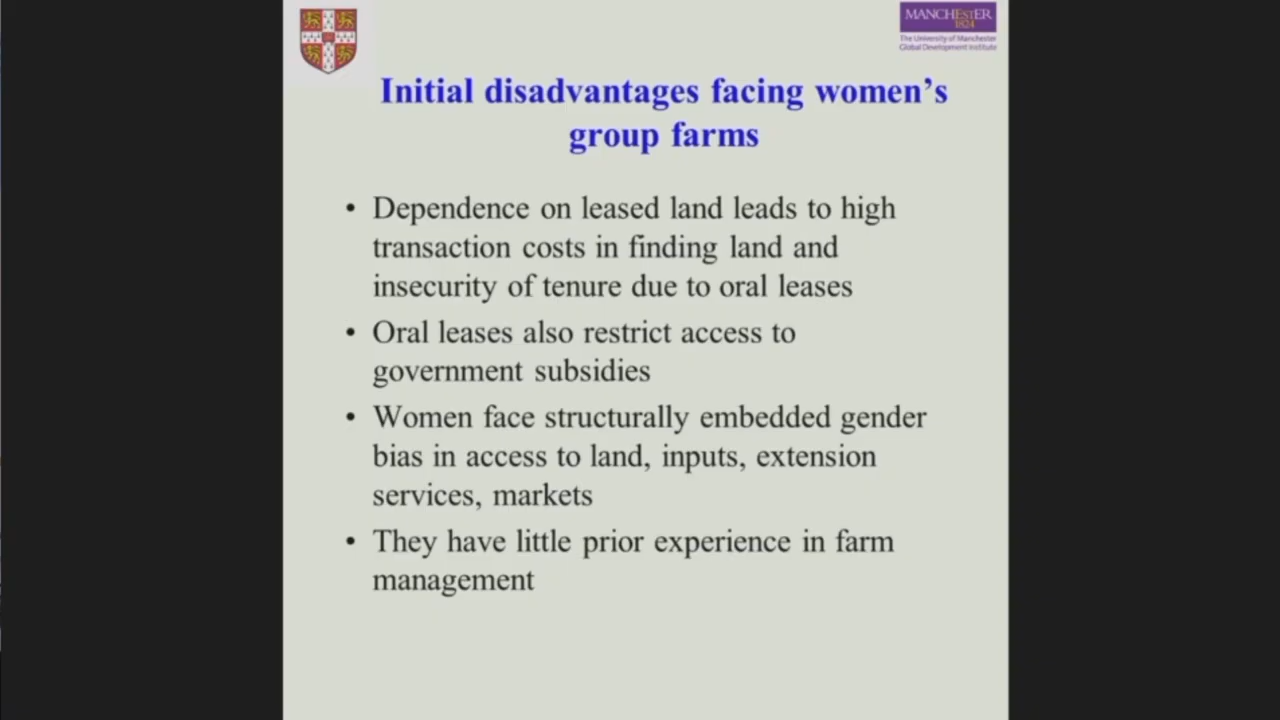 MANCHESTER
1824
The University of Manchester
Global Development Institute
Initial disadvantages facing women's
group farms
• Dependence on leased land leads to high
transaction costs in finding land and
insecurity of tenure due to oral leases
• Oral leases also restrict access to
government subsidies
• Women face structurally embedded gender
bias in access to land, inputs, extension
services, markets
• They have little prior experience in farm
management